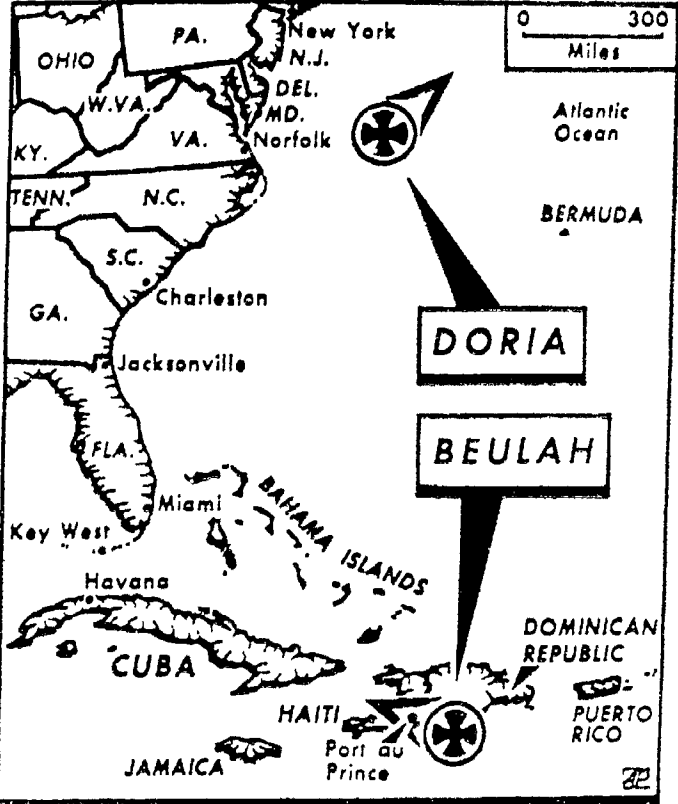 0 300
Miles
PA.
New York
N.J.
OHIO
DEL.
W.VA.
MD.
Atlantic
Ocean
VA.
Norfolk
KY.
TENN.
N.C.
BERMUDA
S.C.
Charleston
GA.
DORIA
Jacksonville
BEULAH
FLA.
Miami
BAHAMA ISLANDS
Key West
Havana
DOMINICAN
REPUBLIC
CUBA
HAITI
PUERTO
RICO
Port au
Prince
JAMAICA